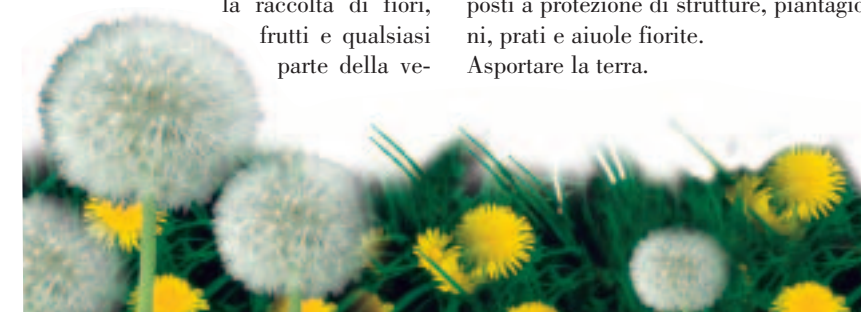 la raccolta di fiori,
frutti e qualsiasi
parte della ve-
posti a protezione di strutture, piantagio
ni, prati e aiuole fiorite.
Asportare la terra.